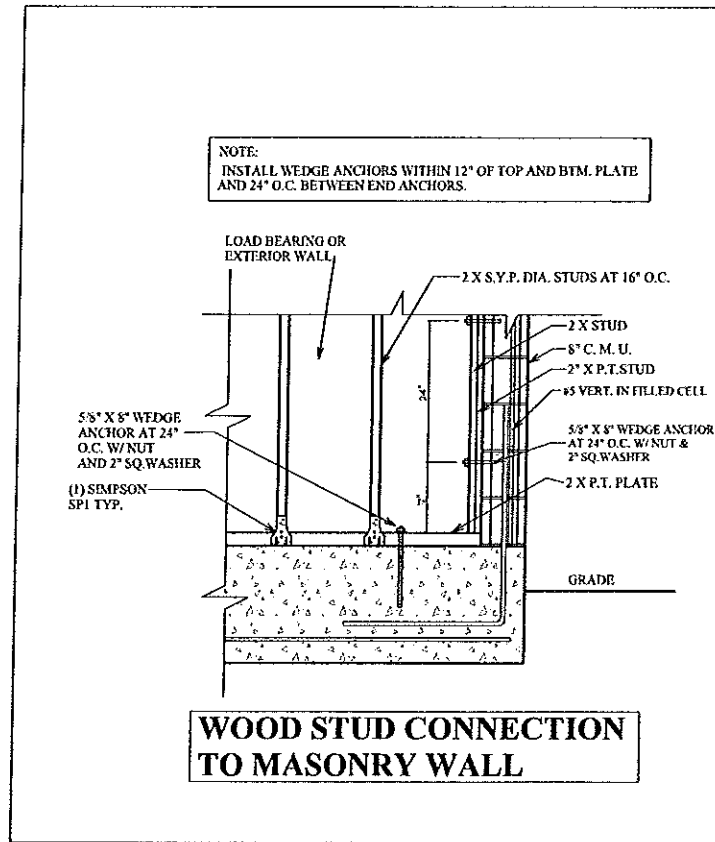 NOTE:
INSTALL WEDGE ANCHORS WITHIN 12" OF TOP AND BTM. PLATE
AND 24" O.C. BETWEEN END ANCHORS.
LOAD BEARING OR
EXTERIOR WALL
2 X S.Y.P. DIA. STUDS AT 16" O.C.
2 X STUD
8" C. M. U.
2" X P.T. STUD
#5 VERT. IN FILLED CELL
24"
5/8" X 8" WEDGE
ANCHOR AT 24"
O.C. W/ NUT
AND 2" SQ.WASHER
5/8" X 8" WEDGE ANCHOR
AT 24" O.C. W/ NUT &
2" SQ.WASHER
(1) SIMPSON
SP1 TYP.
2 X P.T. PLATE
GRADE
WOOD STUD CONNECTION
TO MASONRY WALL